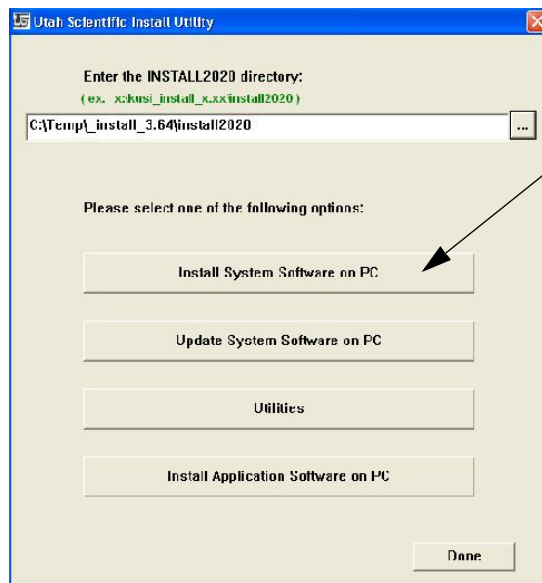 Utah Scientific Install Utility
Enter the INSTALL2020 directory:
(ex. x:\usi_install_x.xx\install2020)
C:\Temp\_install_3.64\install2020
...
Please select one of the following options:
Install System Software on PC
Update System Software on PC
Utilities
Install Application Software on PC
Done